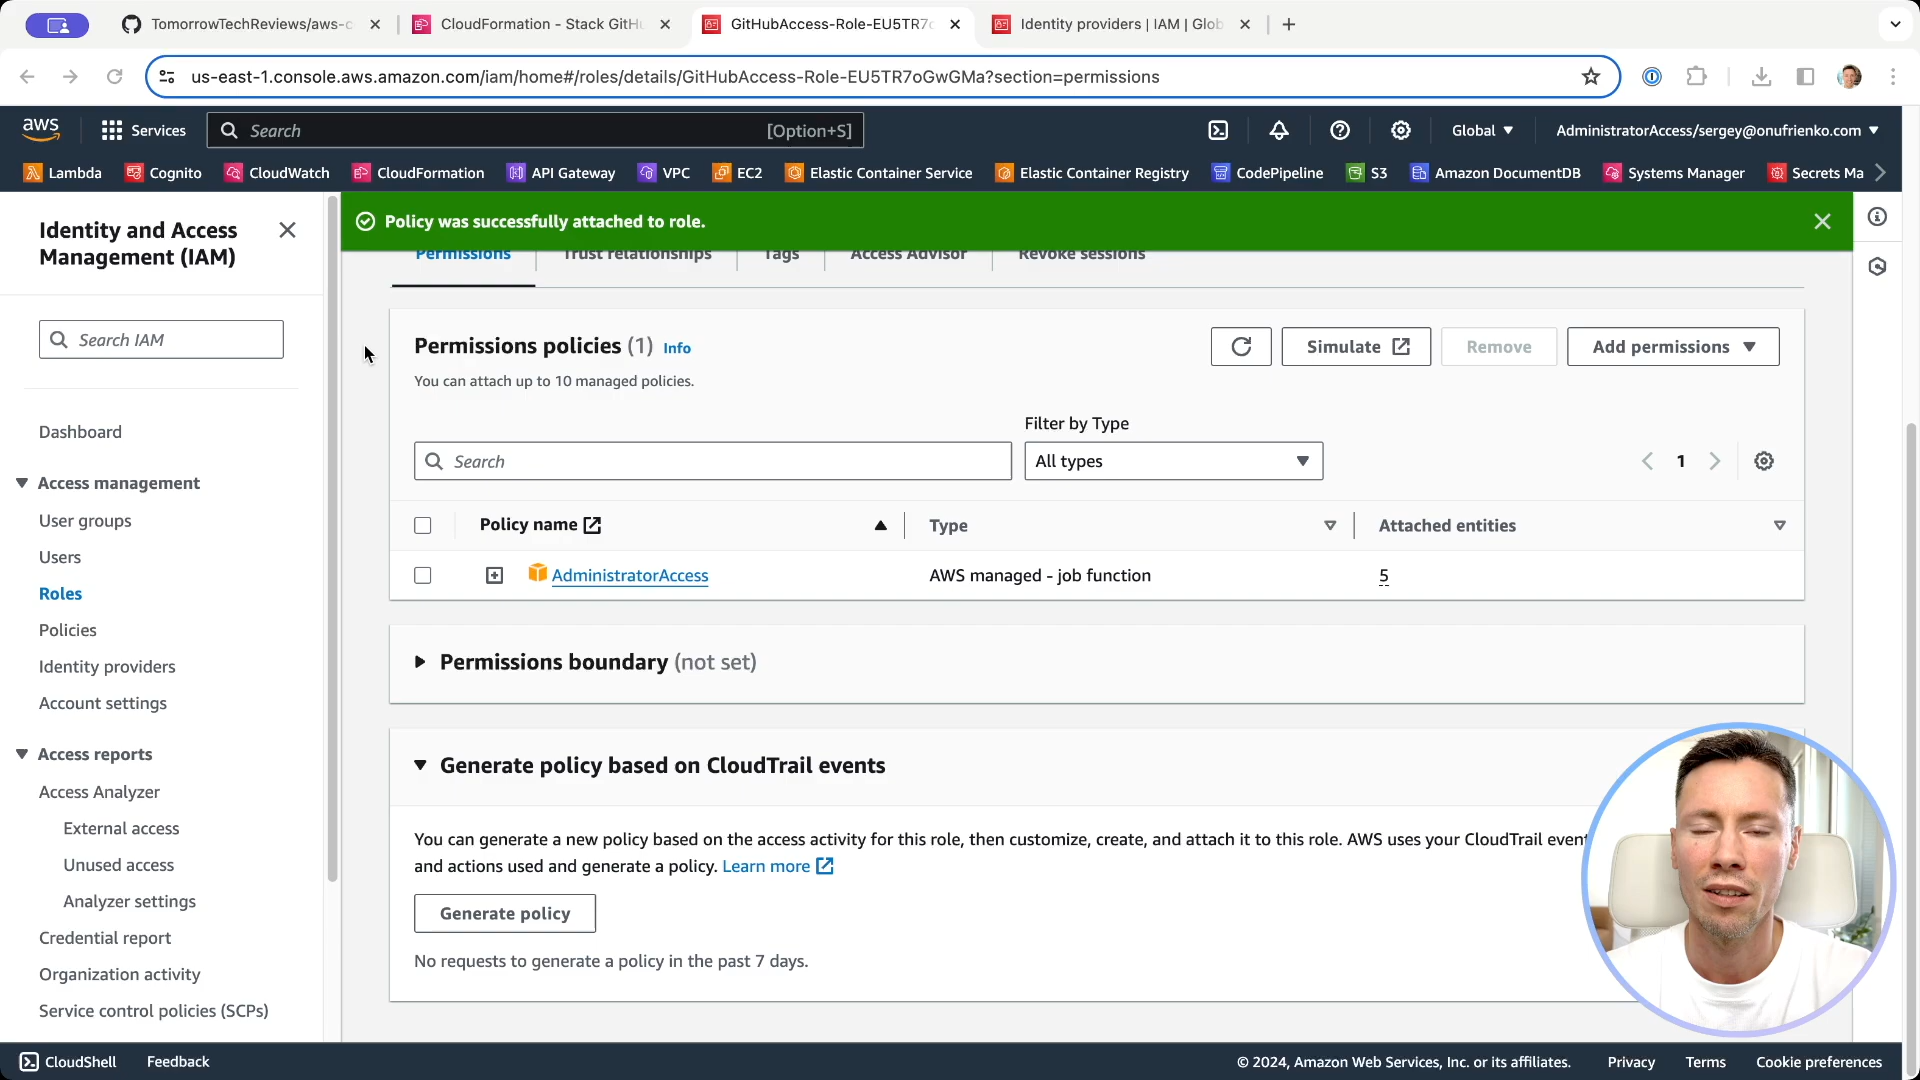 TomorrowTechReviews/aws-c
CloudFormation - Stack GitHu
GitHubAccess-Role-EU5TR7o
Identity providers | IAM | Glob
us-east-1.console.aws.amazon.com/iam/home#/roles/details/GitHubAccess-Role-EU5TR7oGwGMa?section=permissions
aws
Services
Search
[Option+S]
Global
AdministratorAccess/sergey@onufrienko.com
Lambda
Cognito
CloudWatch
CloudFormation
API Gateway
VPC
EC2
Elastic Container Service
Elastic Container Registry
CodePipeline
S3
Amazon DocumentDB
Systems Manager
Secrets Ma
Identity and Access
Management (IAM)
Search IAM
Dashboard
Access management
User groups
Users
Roles
Policies
Identity providers
Account settings
Access reports
Access Analyzer
External access
Unused access
Analyzer settings
Credential report
Organization activity
Service control policies (SCPs)
Policy was successfully attached to role.
Permissions
Trust relationships
Tags
Access Advisor
Revoke sessions
Permissions policies (1) Info
You can attach up to 10 managed policies.
Simulate
Remove
Add permissions
Filter by Type
Search
All types
1
Policy name
Type
Attached entities
AdministratorAccess
AWS managed - job function
5
Permissions boundary (not set)
Generate policy based on CloudTrail events
You can generate a new policy based on the access activity for this role, then customize, create, and attach it to this role. AWS uses your CloudTrail event
and actions used and generate a policy. Learn more
Generate policy
No requests to generate a policy in the past 7 days.
CloudShell
Feedback
© 2024, Amazon Web Services, Inc. or its affiliates.
Privacy
Terms
Cookie preferences